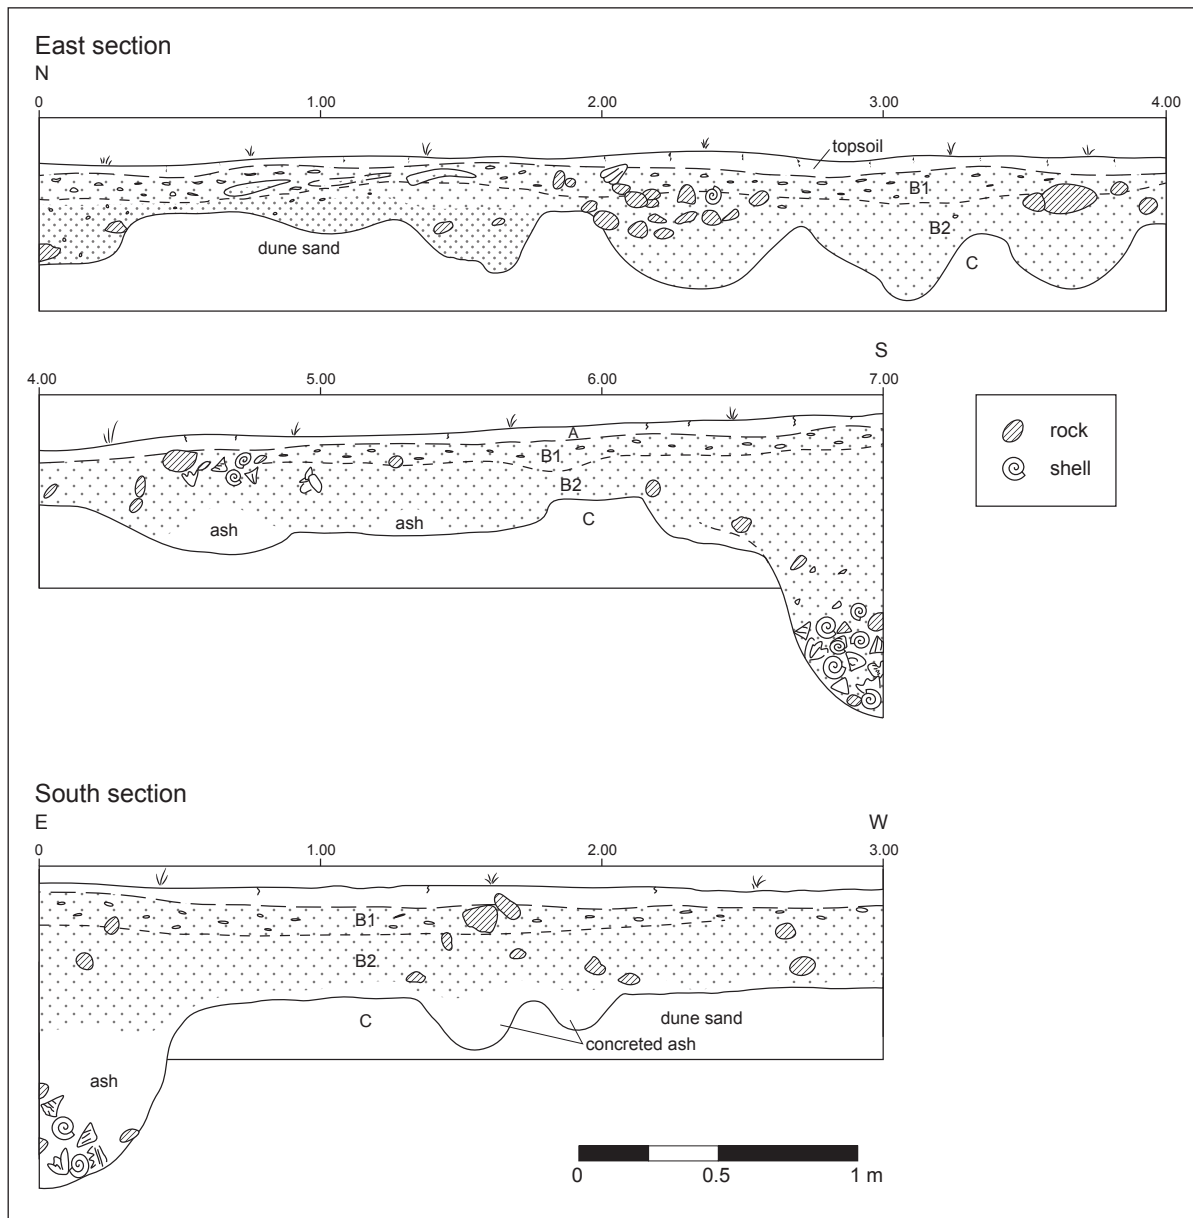 East section
N
0 1.00 2.00 3.00 4.00
topsoil
B1
B2
dune sand
C
S
4.00 5.00 6.00 7.00
A
B1
B2
ash ash C
rock
shell
South section
E W
0 1.00 2.00 3.00
B1
B2
C dune sand
concreted ash
ash
0 0.5 1 m